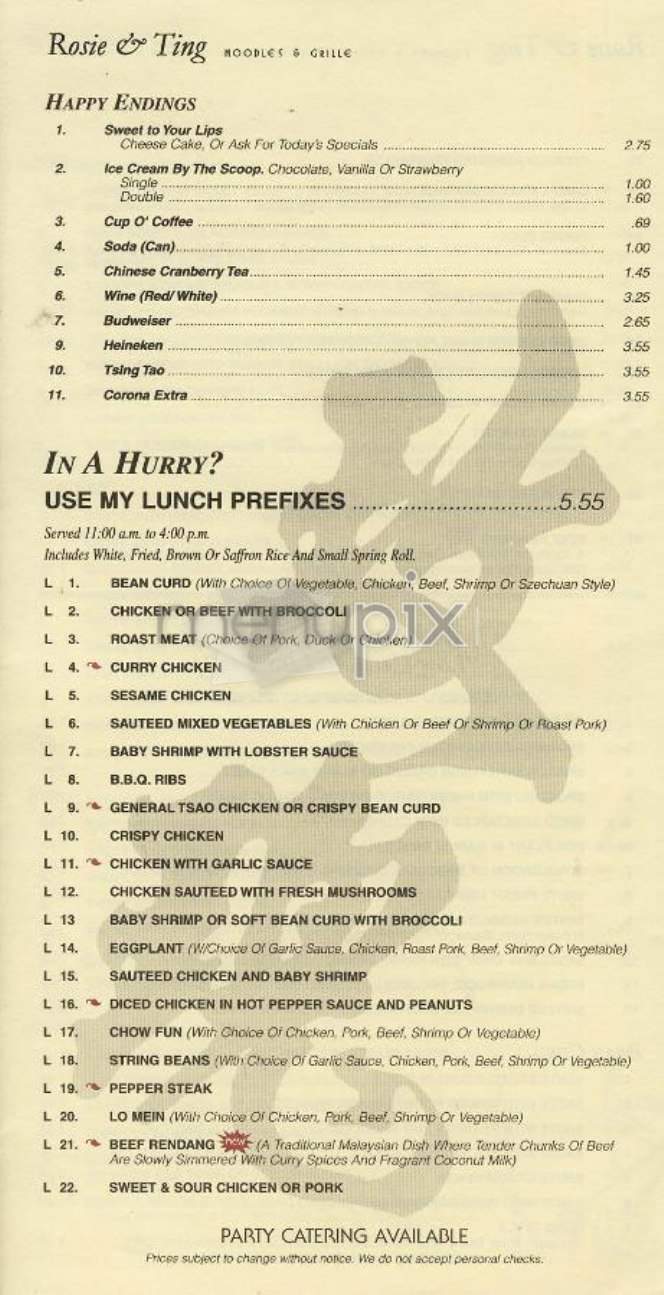 Rosie & Ting NOODLES & GRILLE
HAPPY ENDINGS
1. Sweet to Your Lips
Cheese Cake, Or Ask For Today's Specials 2.75
2. Ice Cream By The Scoop. Chocolate, Vanilla Or Strawberry
Single 1.00
Double 1.60
3. Cup O' Coffee .69
4. Soda (Can) 1.00
5. Chinese Cranberry Tea 1.45
6. Wine (Red/ White) 3.25
7. Budweiser 2.65
9. Heineken 3.55
10. Tsing Tao 3.55
11. Corona Extra 3.55
IN A HURRY?
USE MY LUNCH PREFIXES 5.55
Served 11:00 a.m. to 4:00 p.m.
Includes White, Fried, Brown Or Saffron Rice And Small Spring Roll.
L 1. BEAN CURD (With Choice Of Vegetable, Chicken, Beef, Shrimp Or Szechuan Style)
L 2. CHICKEN OR BEEF WITH BROCCOLI
menupix
L 3. ROAST MEAT (Choice Of Pork, Duck Or Chicken)
L 4. CURRY CHICKEN
L 5. SESAME CHICKEN
L 6. SAUTEED MIXED VEGETABLES (With Chicken Or Beef Or Shrimp Or Roast Pork)
L 7. BABY SHRIMP WITH LOBSTER SAUCE
L 8. B.B.Q. RIBS
L 9. GENERAL TSAO CHICKEN OR CRISPY BEAN CURD
L 10. CRISPY CHICKEN
L 11. CHICKEN WITH GARLIC SAUCE
L 12. CHICKEN SAUTEED WITH FRESH MUSHROOMS
L 13 BABY SHRIMP OR SOFT BEAN CURD WITH BROCCOLI
L 14. EGGPLANT (W/Choice Of Garlic Sauce, Chicken, Roast Pork, Beef, Shrimp Or Vegetable)
L 15. SAUTEED CHICKEN AND BABY SHRIMP
L 16. DICED CHICKEN IN HOT PEPPER SAUCE AND PEANUTS
L 17. CHOW FUN (With Choice Of Chicken, Pork, Beef, Shrimp Or Vegetable)
L 18. STRING BEANS (With Choice Of Garlic Sauce, Chicken, Pork, Beef, Shrimp Or Vegetable)
L 19. PEPPER STEAK
L 20. LO MEIN (With Choice Of Chicken, Pork, Beef, Shrimp Or Vegetable)
L 21. BEEF RENDANG new (A Traditional Malaysian Dish Where Tender Chunks Of Beef
Are Slowly Simmered With Curry Spices And Fragrant Coconut Milk)
L 22. SWEET & SOUR CHICKEN OR PORK
PARTY CATERING AVAILABLE
Prices subject to change without notice. We do not accept personal checks.